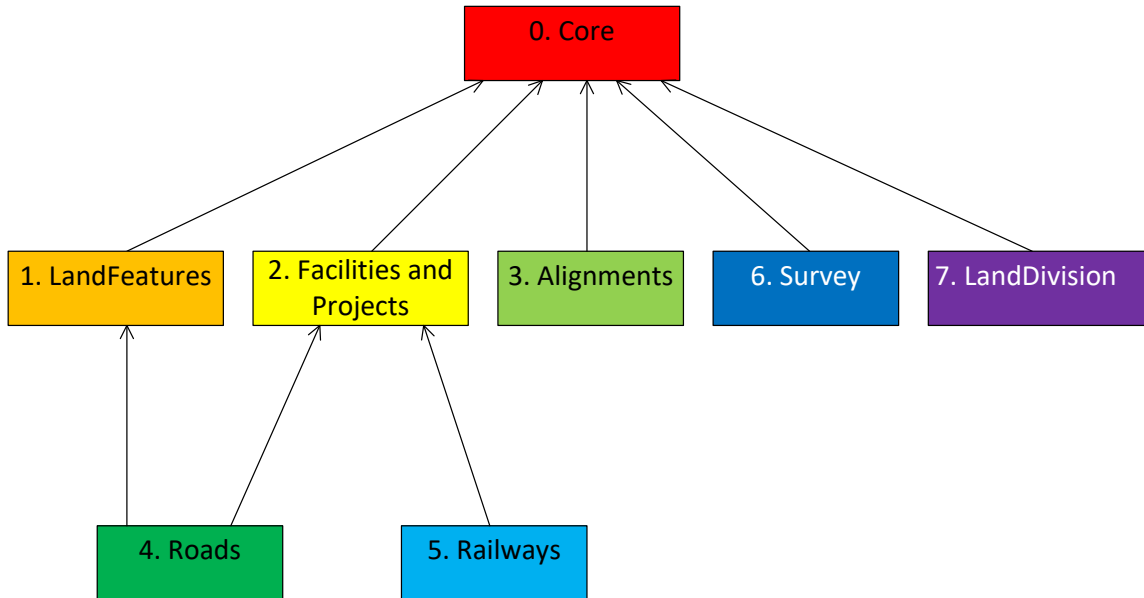 0. Core
1. LandFeatures
2. Facilities and
Projects
3. Alignments
6. Survey
7. LandDivision
4. Roads
5. Railways